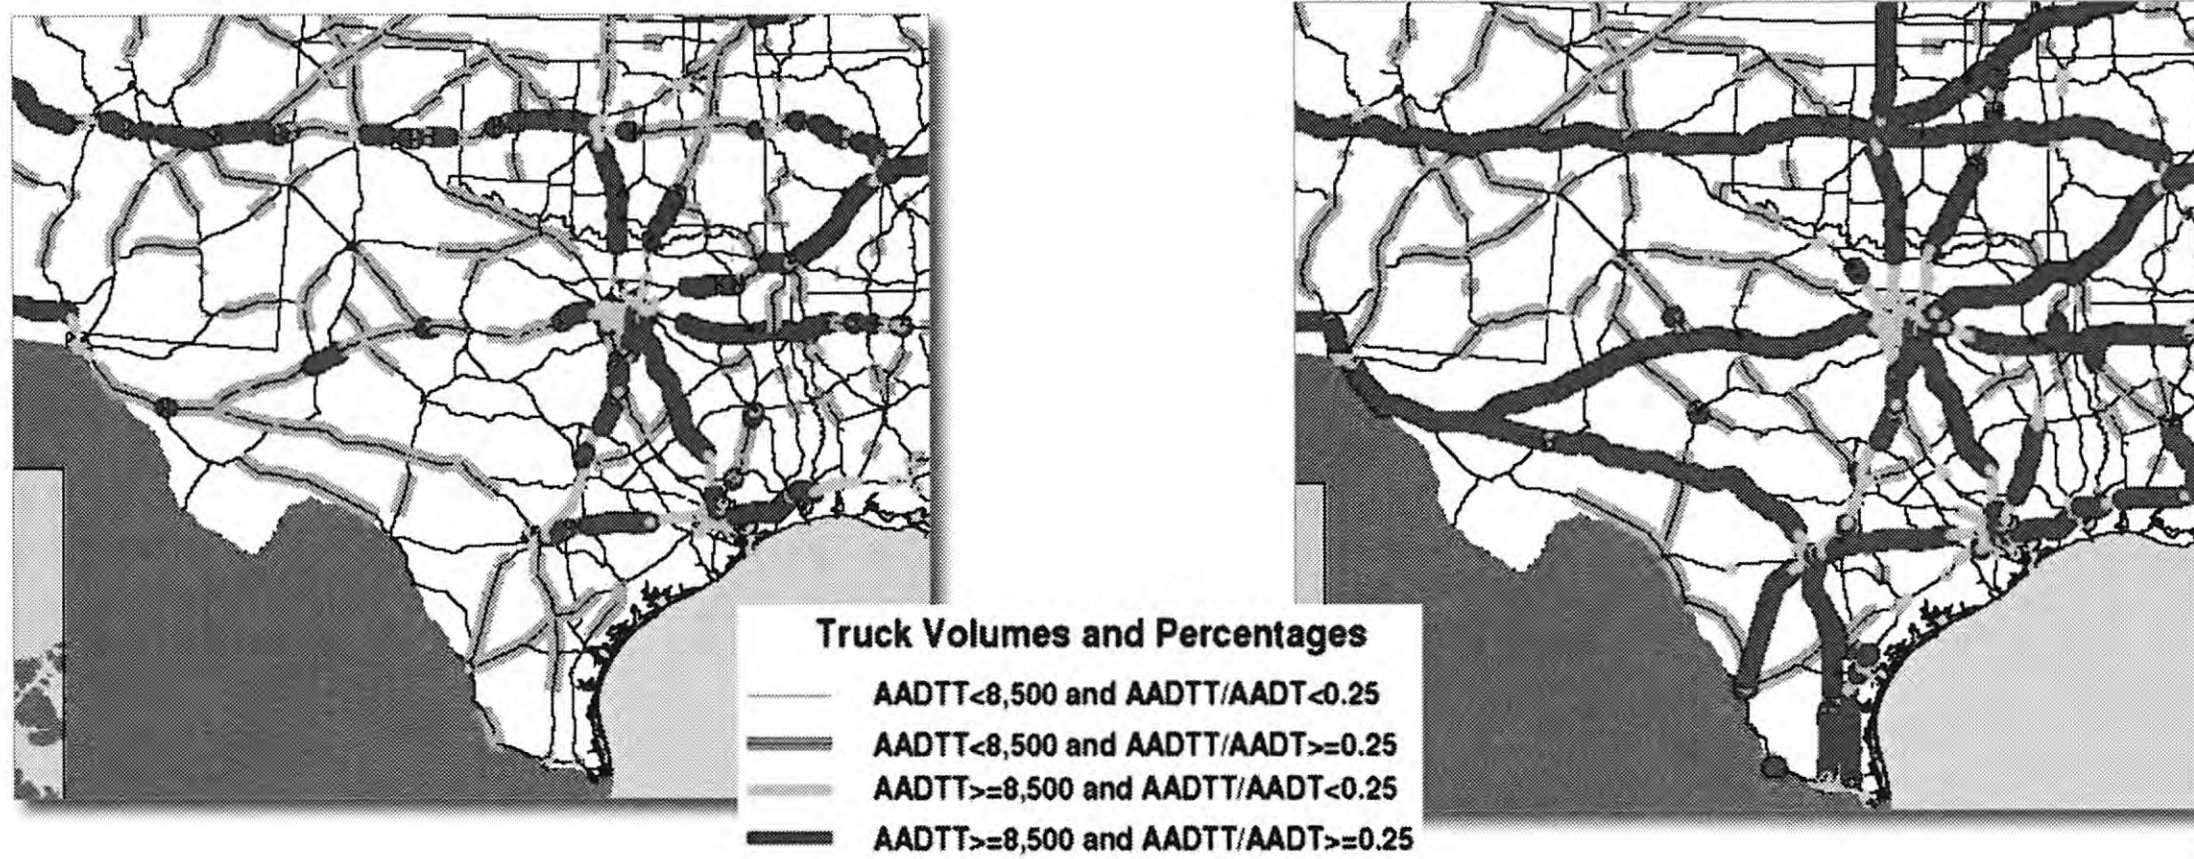 Truck Volumes and Percentages
AADTT<8,500 and AADTT/AADT<0.25
AADTT<8,500 and AADTT/AADT>=0.25
AADTT>=8,500 and AADTT/AADT<0.25
AADTT>=8,500 and AADTT/AADT>=0.25